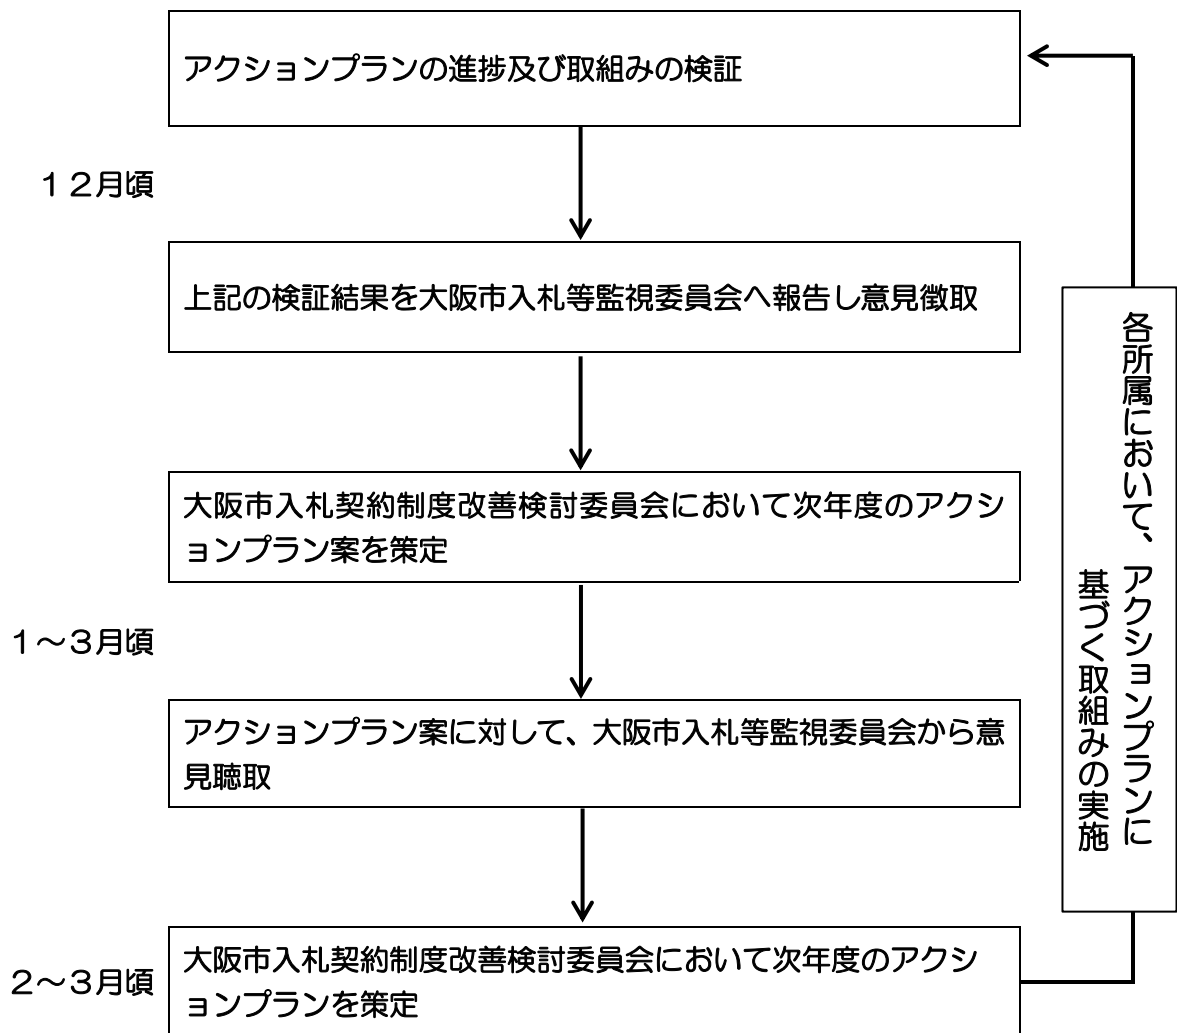 アクションプランの進捗及び取組みの検証
１２月頃
上記の検証結果を大阪市入札等監視委員会へ報告し意見徴取
大阪市入札契約制度改善検討委員会において次年度のアクシ
ョンプラン案を策定
１～３月頃
アクションプラン案に対して、大阪市入札等監視委員会から意
見聴取
２～３月頃
大阪市入札契約制度改善検討委員会において次年度のアクシ
ョンプランを策定
各所属において、アクションプランに
基づく取組みの実施